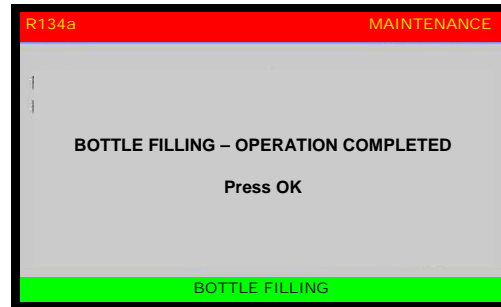 R134a MAINTENANCE
BOTTLE FILLING – OPERATION COMPLETED
Press OK
BOTTLE FILLING